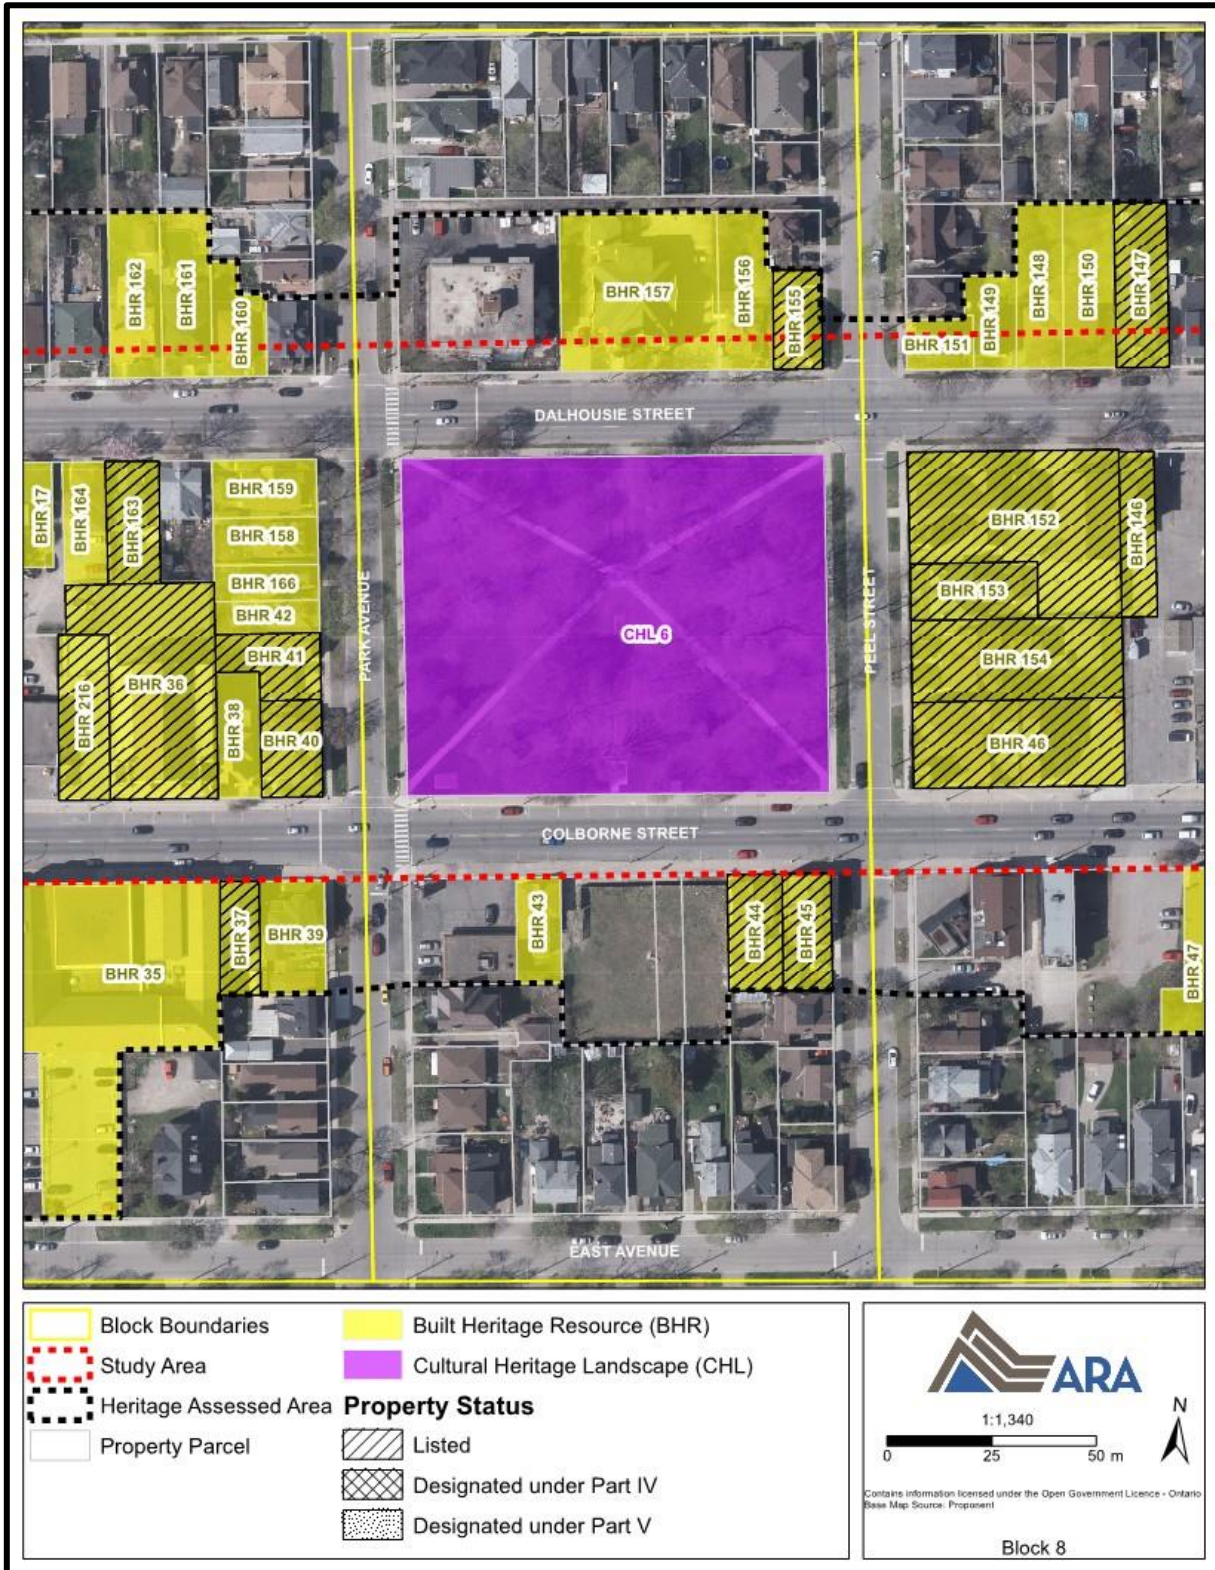 BHR 162
BHR 161
BHR 160
BHR 157
BHR 156
BHR 155
BHR 151
BHR 149
BHR 148
BHR 150
BHR 147
DALHOUSIE STREET
BHR 17
BHR 164
BHR 163
BHR 159
BHR 158
BHR 166
BHR 42
BHR 41
BHR 36
BHR 216
BHR 38
BHR 40
PARK AVENUE
CHL 6
PEEL STREET
BHR 152
BHR 146
BHR 153
BHR 154
BHR 46
COLBORNE STREET
BHR 35
BHR 37
BHR 39
BHR 43
BHR 44
BHR 45
BHR 47
EAST AVENUE
Block Boundaries
Study Area
Heritage Assessed Area
Property Parcel
Built Heritage Resource (BHR)
Cultural Heritage Landscape (CHL)
Property Status
Listed
Designated under Part IV
Designated under Part V
ARA
N
1:1,340
0 25 50 m
Contains information licensed under the Open Government Licence - Ontario
Base Map Source: Proponent
Block 8